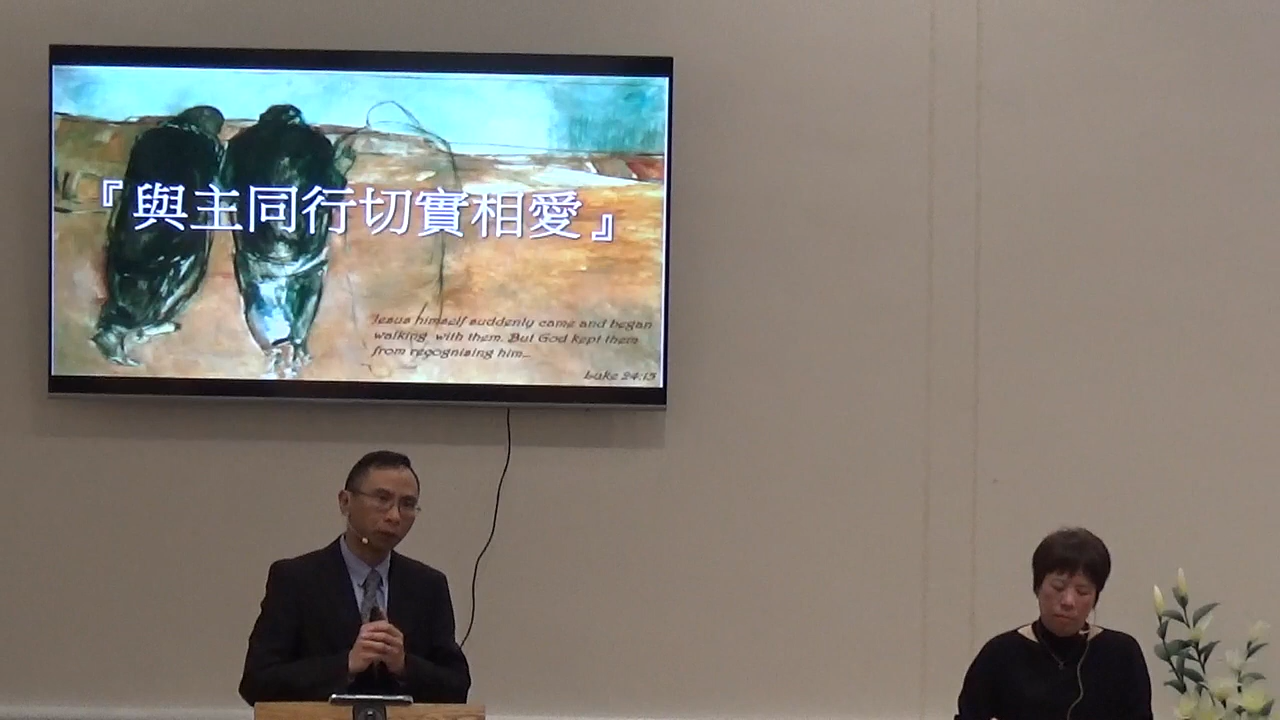 『與主同行切實相愛』
Jesus himself suddenly came and began
walking with them. But God kept them
from recognising him...
Luke 24:15